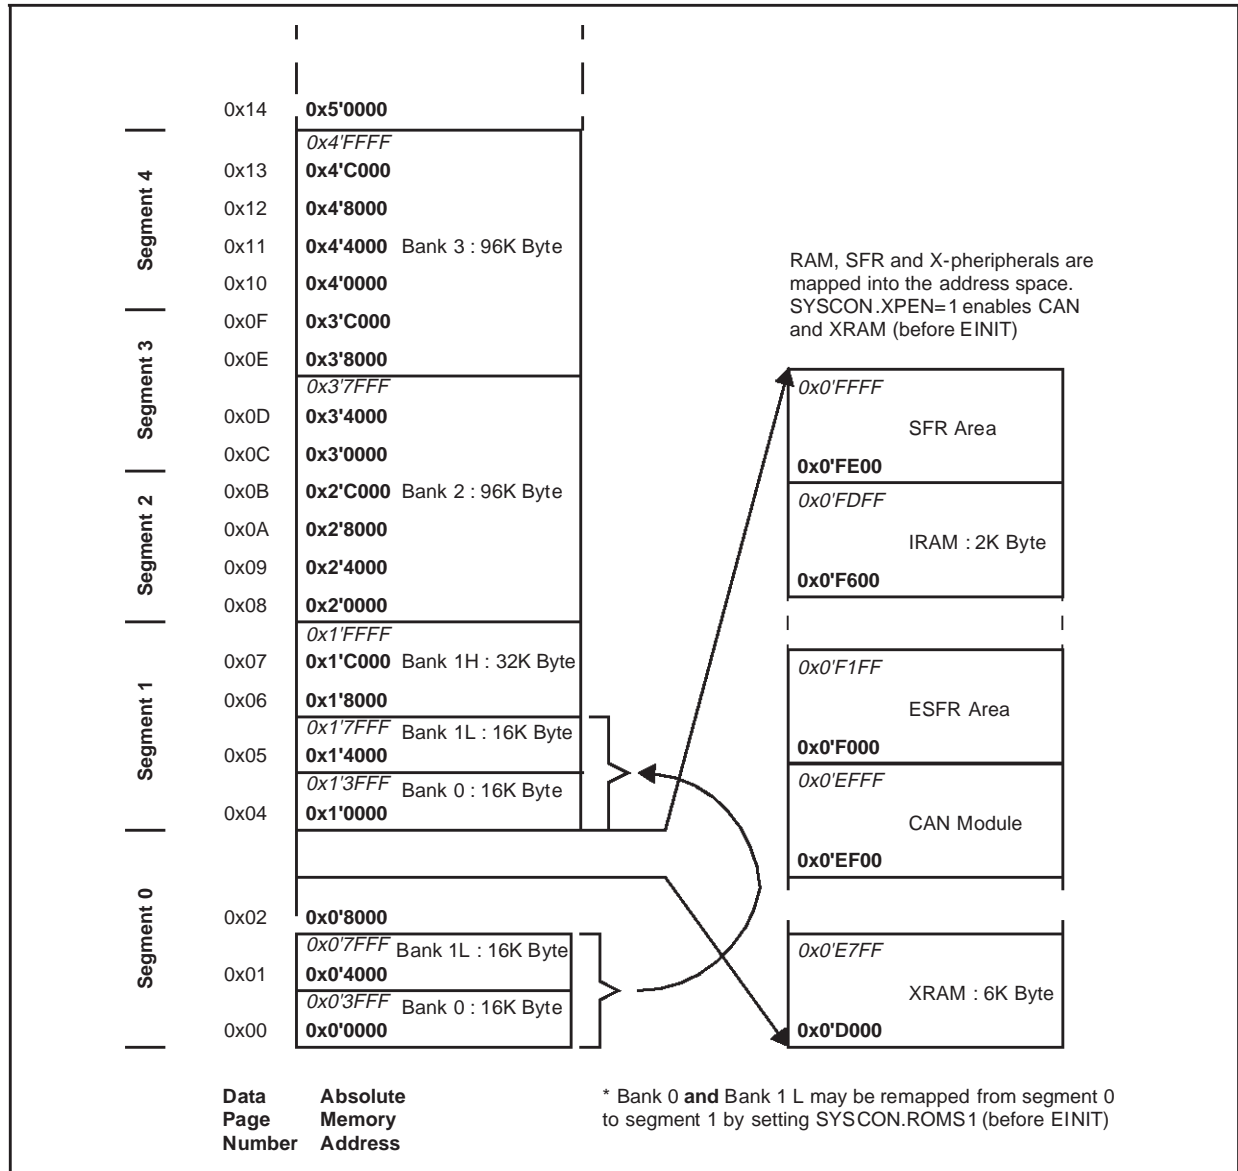 0x14 0x5'0000
0x4'FFFF
0x13 0x4'C000
0x12 0x4'8000
0x11 0x4'4000 Bank 3 : 96K Byte
0x10 0x4'0000
Segment 4
0x0F 0x3'C000
0x0E 0x3'8000
0x3'7FFF
0x0D 0x3'4000
0x0C 0x3'0000
Segment 3
0x0B 0x2'C000 Bank 2 : 96K Byte
0x0A 0x2'8000
0x09 0x2'4000
0x08 0x2'0000
Segment 2
0x1'FFFF
0x07 0x1'C000 Bank 1H : 32K Byte
0x06 0x1'8000
0x1'7FFF Bank 1L : 16K Byte
0x05 0x1'4000
0x1'3FFF Bank 0 : 16K Byte
0x04 0x1'0000
Segment 1
0x02 0x0'8000
0x0'7FFF Bank 1L : 16K Byte
0x01 0x0'4000
0x0'3FFF Bank 0 : 16K Byte
0x00 0x0'0000
Segment 0
Data Absolute
Page Memory
Number Address
RAM, SFR and X-pheripherals are
mapped into the address space.
SYSCON.XPEN=1 enables CAN
and XRAM (before EINIT)
0x0'FFFF
SFR Area
0x0'FE00
0x0'FDFF
IRAM : 2K Byte
0x0'F600
0x0'F1FF
ESFR Area
0x0'F000
0x0'EFFF
CAN Module
0x0'EF00
0x0'E7FF
XRAM : 6K Byte
0x0'D000
* Bank 0 and Bank 1 L may be remapped from segment 0
to segment 1 by setting SYSCON.ROMS1 (before EINIT)